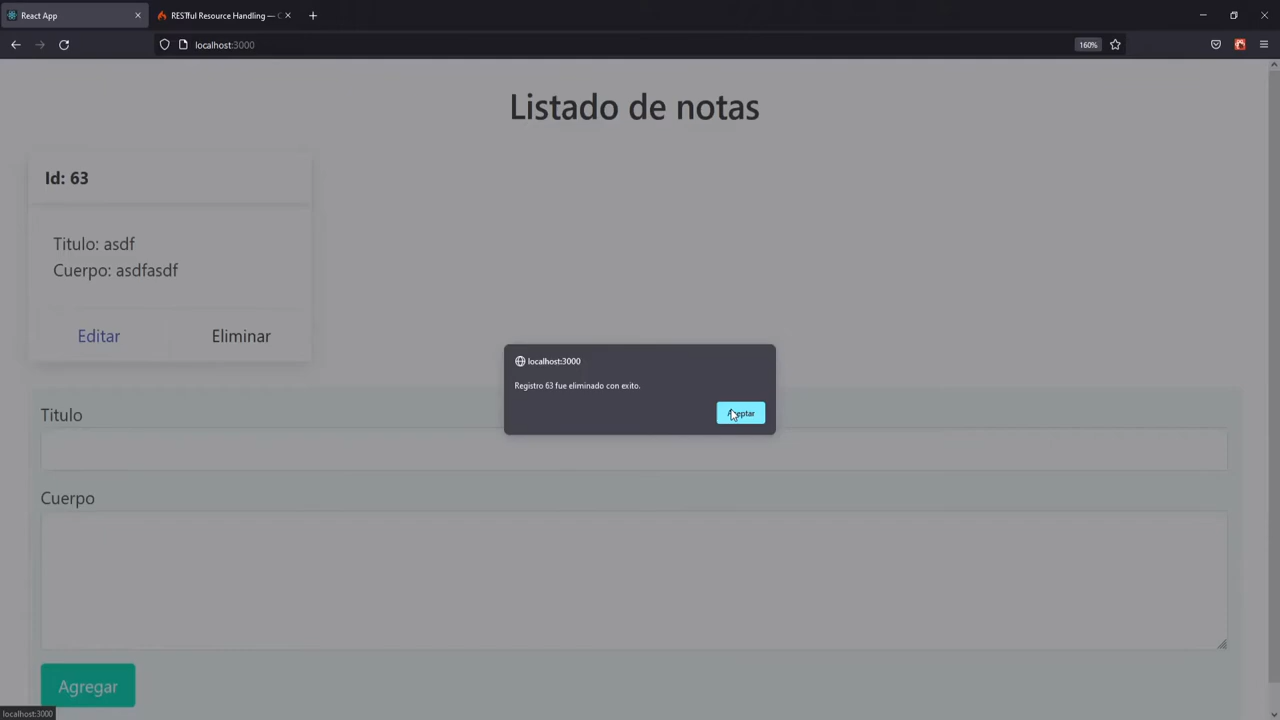 React App
RESTful Resource Handling — C
localhost:3000
160%
Listado de notas
Id: 63
Titulo: asdf
Cuerpo: asdfasdf
Editar
Eliminar
localhost:3000
Registro 63 fue eliminado con exito.
Aceptar
Titulo
Cuerpo
Agregar
localhost:3000